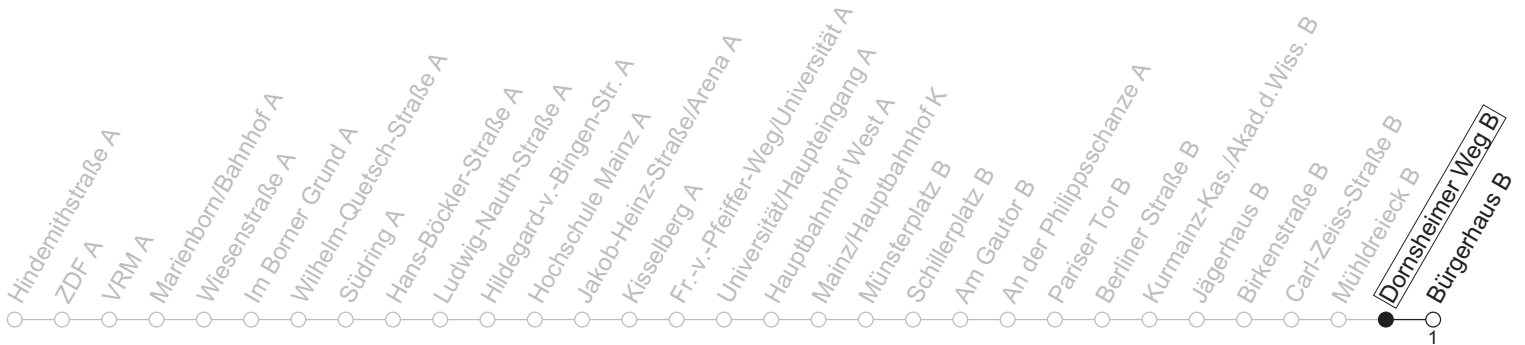 Hindemithstraße A
ZDF A
VRM A
Marienborn/Bahnhof A
Wiesenstraße A
Im Borner Grund A
Wilhelm-Quetsch-Straße A
Südring A
Hans-Böckler-Straße A
Ludwig-Nauth-Straße A
Hildegard-v.-Bingen-Str. A
Hochschule Mainz A
Jakob-Heinz-Straße/Arena A
Kisselberg A
Fr.-v.-Pfeiffer-Weg/Universität A
Universität/Haupteingang A
Hauptbahnhof West A
Mainz/Hauptbahnhof K
Münsterplatz B
Schillerplatz B
Am Gautor B
An der Philippsschanze A
Pariser Tor B
Berliner Straße B
Kurmainz-Kas./Akad.d.Wiss. B
Jägerhaus B
Birkenstraße B
Carl-Zeiss-Straße B
Mühldreieck B
Dornsheimer Weg B
Bürgerhaus B
1